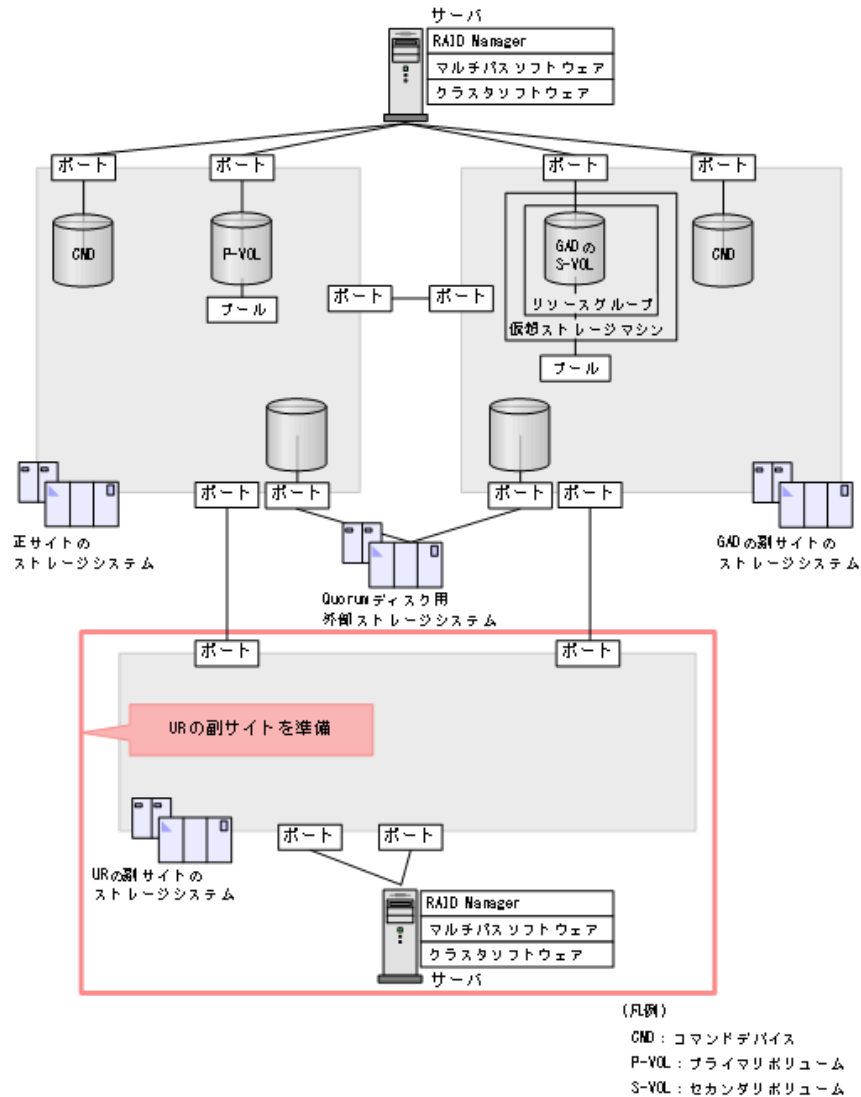 サーバ
RAID Manager
マルチパスソフトウェア
クラスタソフトウェア
ポート
ポート
ポート
ポート
CMD
P-VOL
GADの
S-VOL
CMD
プール
ポート
ポート
リソースグループ
仮想ストレージマシン
プール
ポート
ポート
ポート
ポート
正サイトの
ストレージシステム
GADの副サイトの
ストレージシステム
Quorumディスク用
外部ストレージシステム
ポート
ポート
URの副サイトを準備
ポート
ポート
URの副サイトの
ストレージシステム
RAID Manager
マルチパスソフトウェア
クラスタソフトウェア
サーバ
(凡例)
CMD：コマンドデバイス
P-VOL：プライマリボリューム
S-VOL：セカンダリボリューム